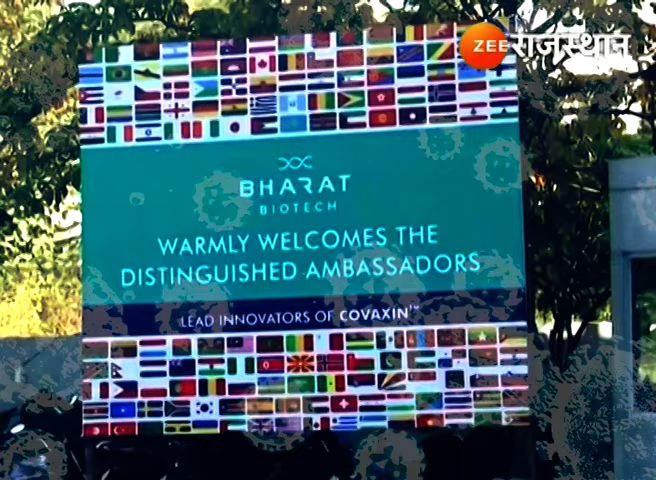 ZEE राजस्थान
BHARAT
BIOTECH
WARMLY WELCOMES THE
DISTINGUISHED AMBASSADORS
LEAD INNOVATORS OF COVAXIN™